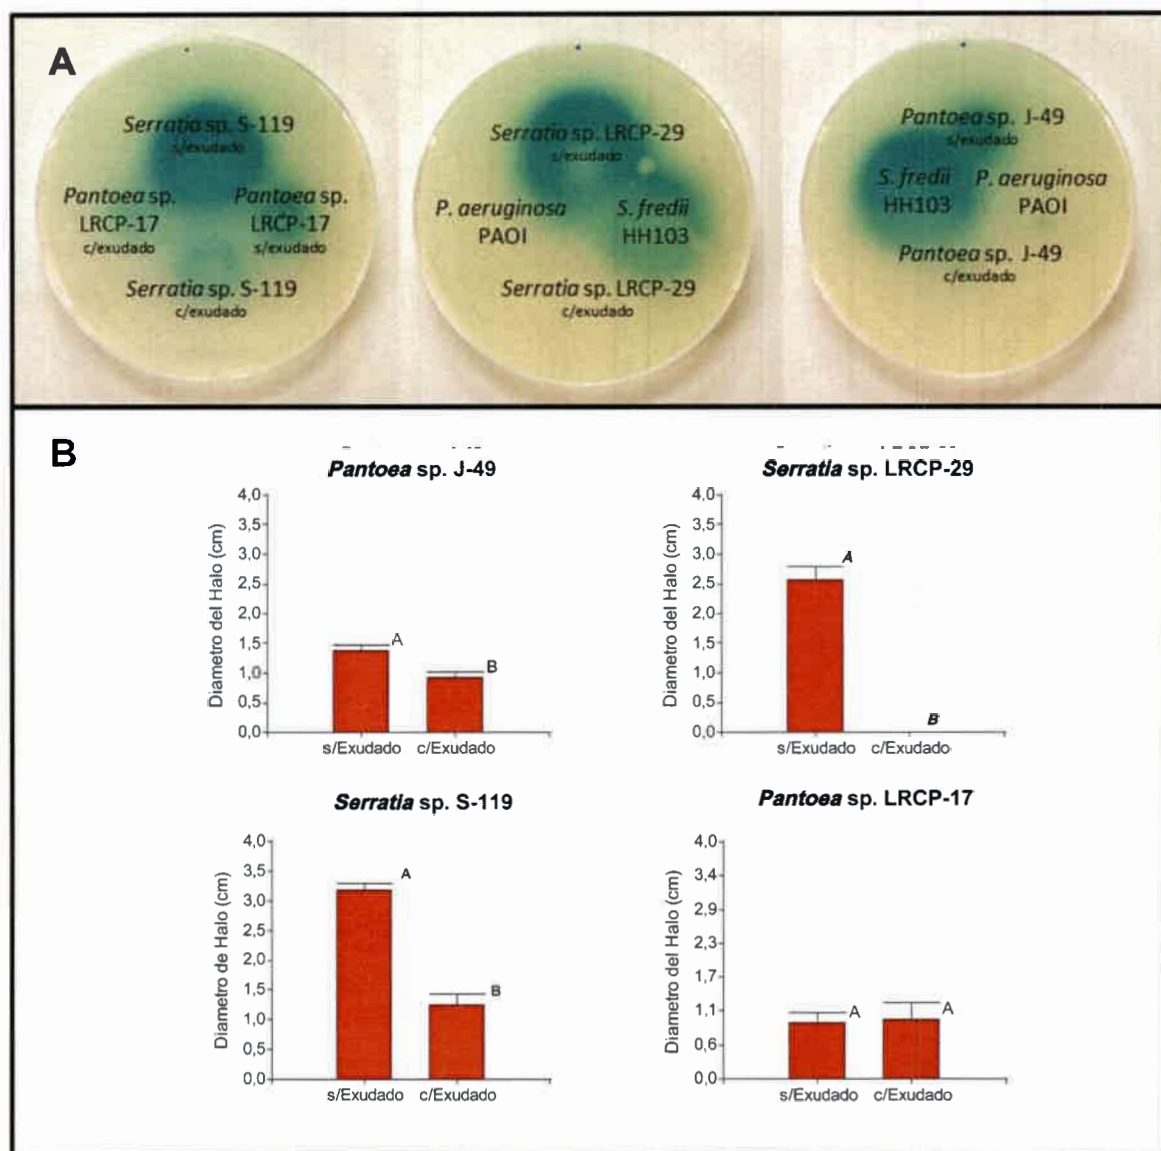 A
Serratia sp. S-119
s/exudado
Pantoea sp.
LRCP-17
c/exudado
Pantoea sp.
LRCP-17
s/exudado
Serratia sp. S-119
c/exudado
Serratia sp. LRCP-29
s/exudado
P. aeruginosa
PAOI
S. fredii
HH103
Serratia sp. LRCP-29
c/exudado
Pantoea sp. J-49
s/exudado
S. fredii
HH103
P. aeruginosa
PAOI
Pantoea sp. J-49
c/exudado
B
Pantoea sp. J-49
Diametro del Halo (cm)
4,0
3,5
3,0
2,5
2,0
1,5
1,0
0,5
0,0
A
B
s/Exudado
c/Exudado
Serratia sp. LRCP-29
Diametro del Halo (cm)
4,0
3,5
3,0
2,5
2,0
1,5
1,0
0,5
0,0
A
B
s/Exudado
c/Exudado
Serratia sp. S-119
Diametro de Halo (cm)
4,0
3,5
3,0
2,5
2,0
1,5
1,0
0,5
0,0
A
B
s/Exudado
c/Exudado
Pantoea sp. LRCP-17
Diametro del Halo (cm)
4,0
3,4
2,9
2,3
1,7
1,1
0,6
0,0
A
A
s/Exudado
c/Exudado